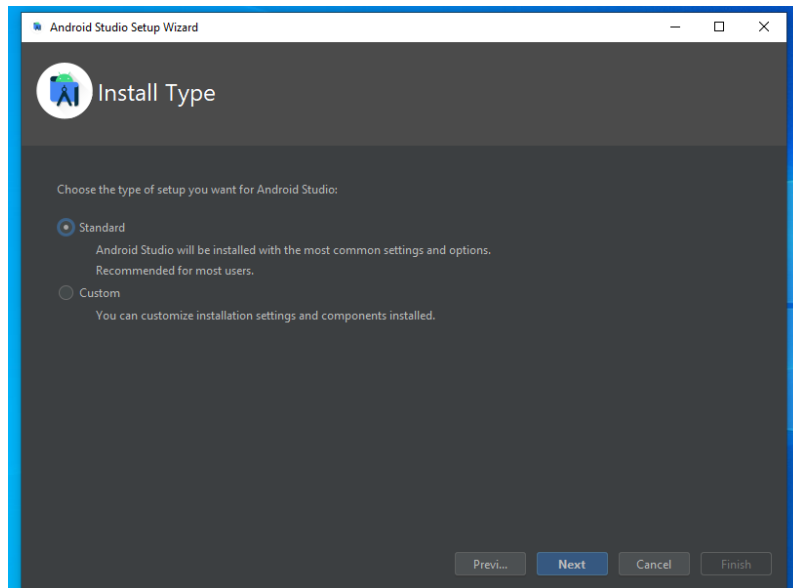 Android Studio Setup Wizard
Install Type
Choose the type of setup you want for Android Studio:
Standard
Android Studio will be installed with the most common settings and options.
Recommended for most users.
Custom
You can customize installation settings and components installed.
Previ... Next Cancel Finish